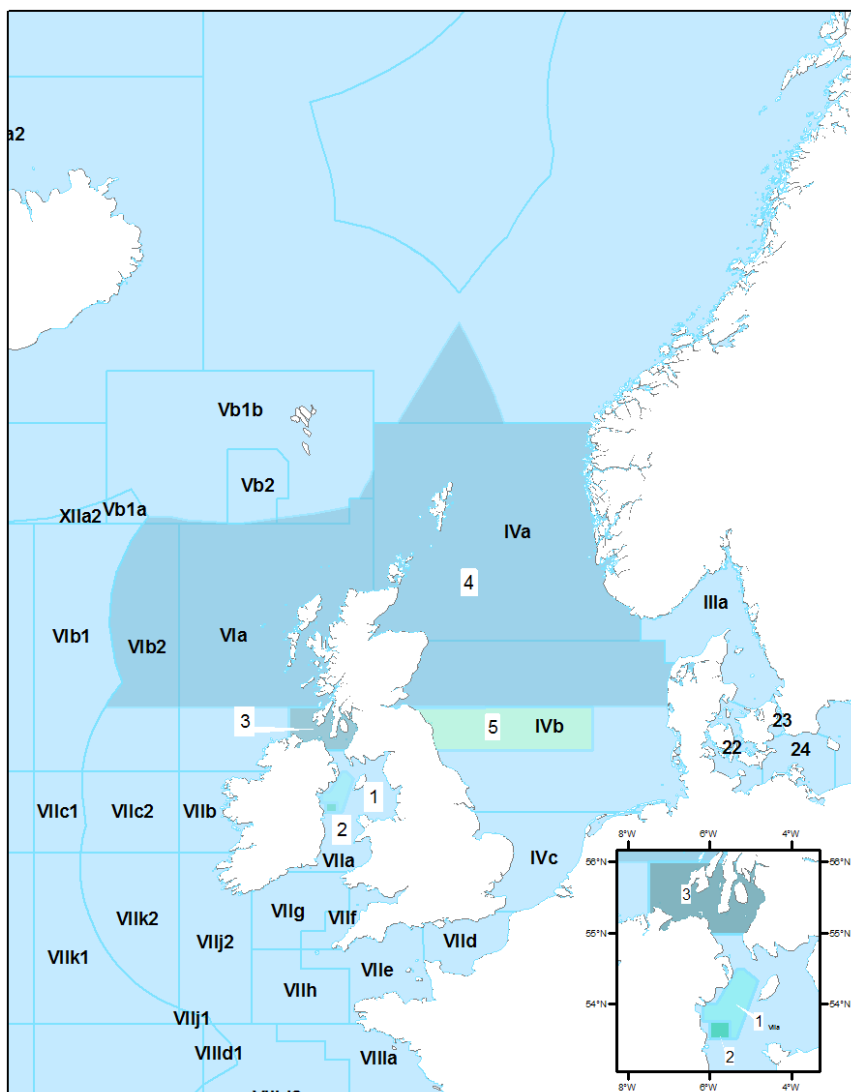 a2
Vb1b
Vb2
Vb1a
XIIa2
IVa
4
IIIa
VIb1
VIb2
VIa
3
5
IVb
23
22
24
1
2
VIIc1
VIIc2
VIIb
VIIa
IVc
VIIg
VIIf
VIIk2
VIIj2
VIId
VIIk1
VIIe
VIIh
VIIj1
VIIId1
VIIIa
8°W
6°W
4°W
56°N
56°N
3
55°N
55°N
54°N
54°N
1
VIIa
2
8°W
6°W
4°W